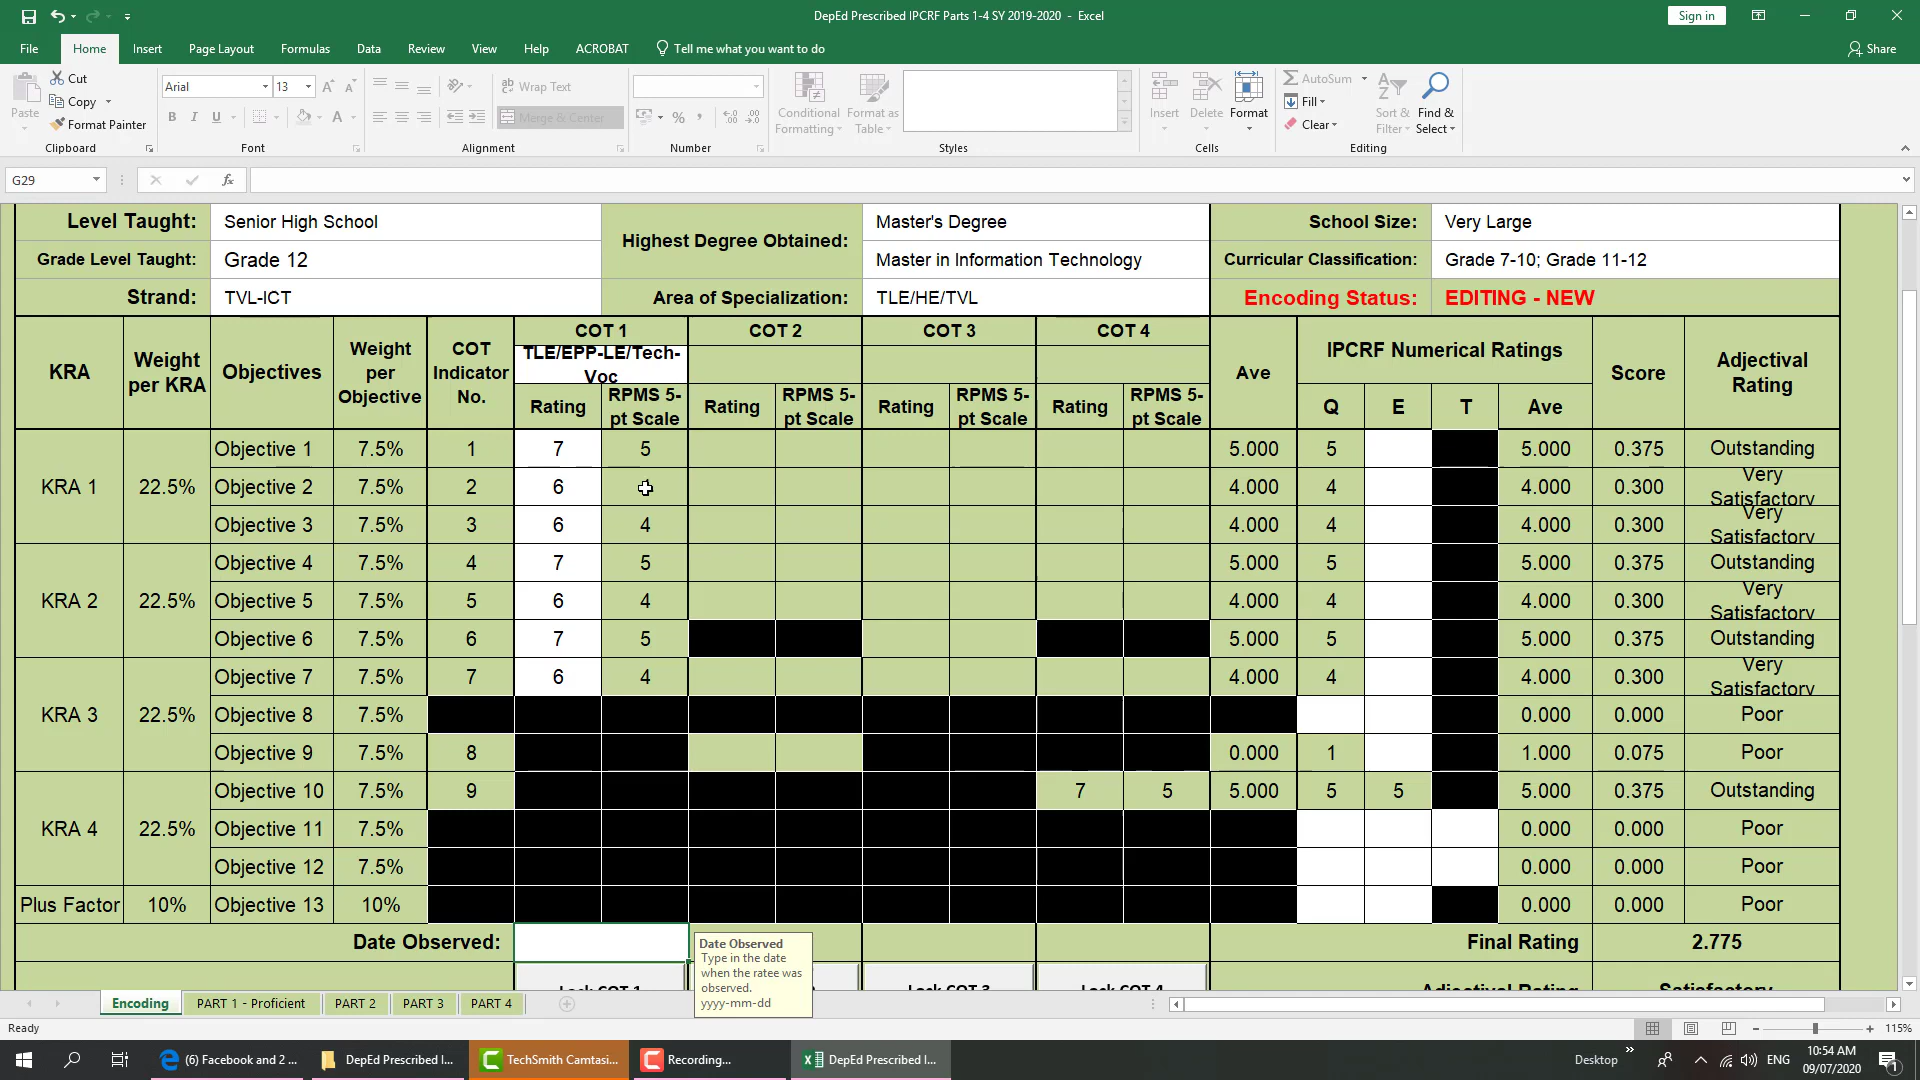 DepEd Prescribed IPCRF Parts 1-4 SY 2019-2020 - Excel
Sign in
File Home Insert Page Layout Formulas Data Review View Help ACROBAT Tell me what you want to do Share
Paste Cut Copy Format Painter Clipboard
Arial 13 Font
Wrap Text Merge & Center Alignment
Number
Conditional Formatting Format as Table Styles
Insert Delete Format Cells
AutoSum Fill Clear Sort & Filter Find & Select Editing
G29 fx
Level Taught: Senior High School Highest Degree Obtained: Master's Degree School Size: Very Large
Grade Level Taught: Grade 12 Master in Information Technology Curricular Classification: Grade 7-10; Grade 11-12
Strand: TVL-ICT Area of Specialization: TLE/HE/TVL Encoding Status: EDITING - NEW
KRA Weight per KRA Objectives Weight per Objective COT Indicator No. COT 1 COT 2 COT 3 COT 4 Ave IPCRF Numerical Ratings Score Adjectival Rating
TLE/EPP-LE/Tech-Voc
Rating RPMS 5-pt Scale Rating RPMS 5-pt Scale Rating RPMS 5-pt Scale Rating RPMS 5-pt Scale Q E T Ave
KRA 1 22.5% Objective 1 7.5% 1 7 5 5.000 5 5.000 0.375 Outstanding
Objective 2 7.5% 2 6 4.000 4 4.000 0.300 Very Satisfactory
Objective 3 7.5% 3 6 4 4.000 4 4.000 0.300 Very Satisfactory
KRA 2 22.5% Objective 4 7.5% 4 7 5 5.000 5 5.000 0.375 Outstanding
Objective 5 7.5% 5 6 4 4.000 4 4.000 0.300 Very Satisfactory
Objective 6 7.5% 6 7 5 5.000 5 5.000 0.375 Outstanding
KRA 3 22.5% Objective 7 7.5% 7 6 4 4.000 4 4.000 0.300 Very Satisfactory
Objective 8 7.5% 0.000 0.000 Poor
Objective 9 7.5% 8 0.000 1 1.000 0.075 Poor
KRA 4 22.5% Objective 10 7.5% 9 7 5 5.000 5 5 5.000 0.375 Outstanding
Objective 11 7.5% 0.000 0.000 Poor
Objective 12 7.5% 0.000 0.000 Poor
Plus Factor 10% Objective 13 10% 0.000 0.000 Poor
Date Observed: Final Rating 2.775
Date Observed
Type in the date
when the ratee was
observed.
yyyy-mm-dd
Lock COT 1 Lock COT 3 Lock COT 4 Adjectival Rating Satisfactory
Encoding PART 1 - Proficient PART 2 PART 3 PART 4
Ready 115%
(6) Facebook and 2 ... DepEd Prescribed I... TechSmith Camtasi... Recording... DepEd Prescribed I... Desktop ENG 10:54 AM
09/07/2020